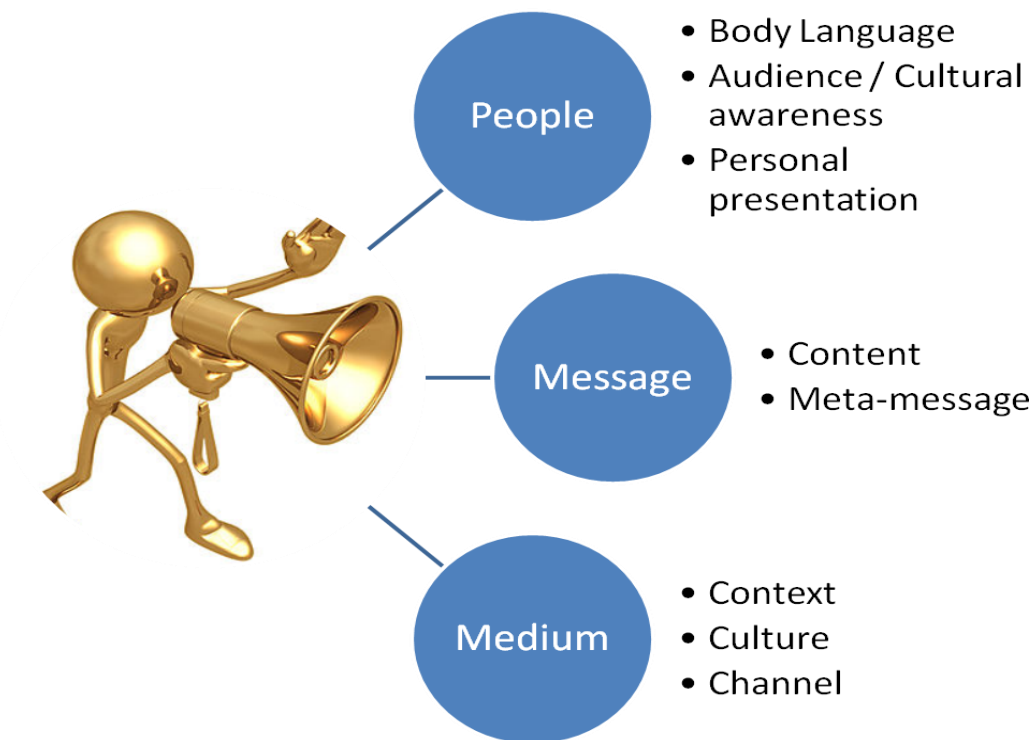 People
• Body Language
• Audience / Cultural
awareness
• Personal
presentation
Message
• Content
• Meta-message
Medium
• Context
• Culture
• Channel